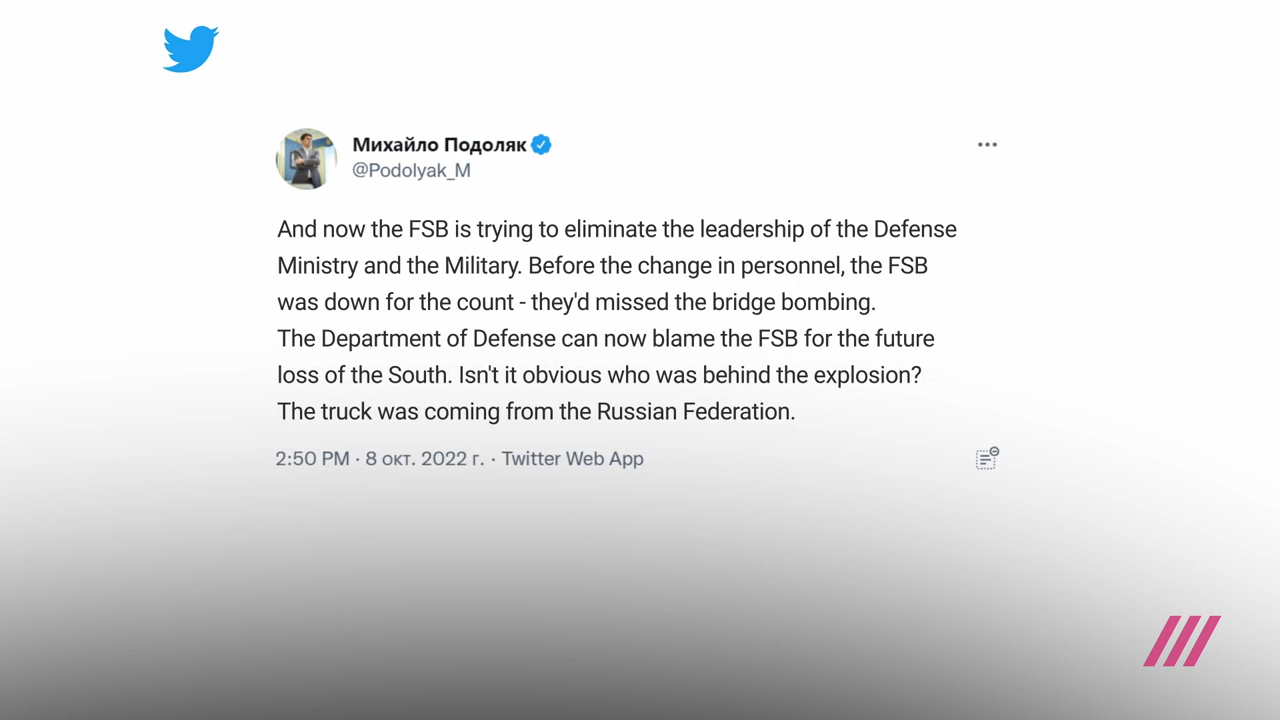 Михайло Подоляк
@Podolyak_M
And now the FSB is trying to eliminate the leadership of the Defense
Ministry and the Military. Before the change in personnel, the FSB
was down for the count - they'd missed the bridge bombing.
The Department of Defense can now blame the FSB for the future
loss of the South. Isn't it obvious who was behind the explosion?
The truck was coming from the Russian Federation.
2:50 PM · 8 окт. 2022 г. · Twitter Web App